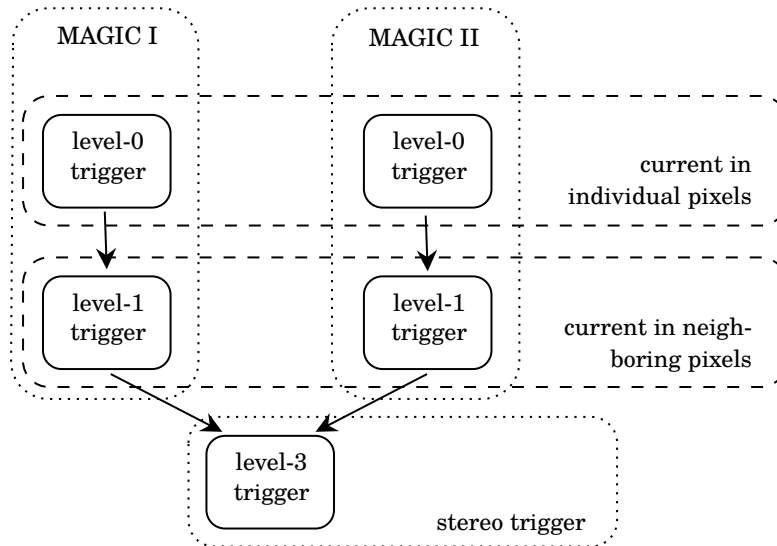 MAGIC I
MAGIC II
level-0
trigger
level-0
trigger
current in
individual pixels
level-1
trigger
level-1
trigger
current in neigh-
boring pixels
level-3
trigger
stereo trigger